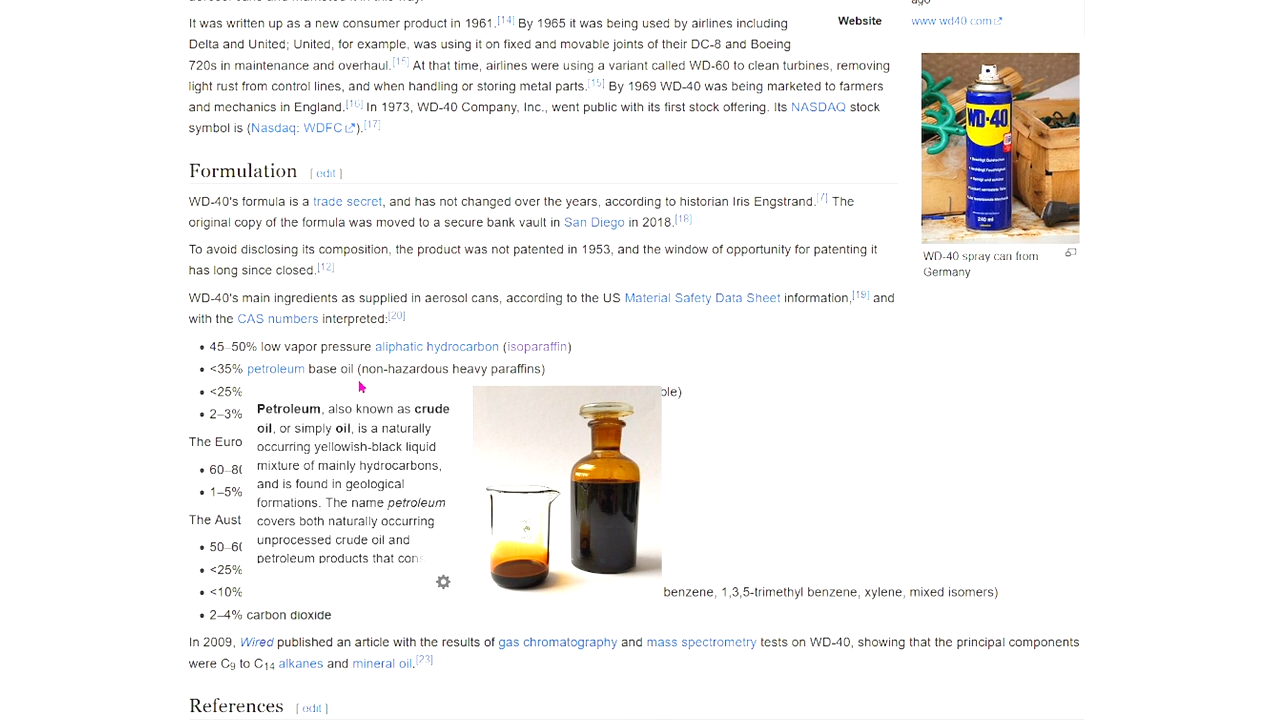 It was written up as a new consumer product in 1961.[14] By 1965 it was being used by airlines including
Delta and United; United, for example, was using it on fixed and movable joints of their DC-8 and Boeing
720s in maintenance and overhaul.[15] At that time, airlines were using a variant called WD-60 to clean turbines, removing
light rust from control lines, and when handling or storing metal parts.[15] By 1969 WD-40 was being marketed to farmers
and mechanics in England.[16] In 1973, WD-40 Company, Inc., went public with its first stock offering. Its NASDAQ stock
symbol is (Nasdaq: WDFC).[17]
ago
Website www wd40 com
WD-40
240 ml
WD-40 spray can from
Germany
Formulation [ edit ]
WD-40's formula is a trade secret, and has not changed over the years, according to historian Iris Engstrand.[7] The
original copy of the formula was moved to a secure bank vault in San Diego in 2018.[18]
To avoid disclosing its composition, the product was not patented in 1953, and the window of opportunity for patenting it
has long since closed.[12]
WD-40's main ingredients as supplied in aerosol cans, according to the US Material Safety Data Sheet information,[19] and
with the CAS numbers interpreted:[20]
• 45–50% low vapor pressure aliphatic hydrocarbon (isoparaffin)
• <35% petroleum base oil (non-hazardous heavy paraffins)
• <25% ble)
• 2–3%
The Euro
• 60–80
• 1–5%
The Aust
• 50–60
• <25%
• <10% benzene, 1,3,5-trimethyl benzene, xylene, mixed isomers)
• 2–4% carbon dioxide
Petroleum, also known as crude
oil, or simply oil, is a naturally
occurring yellowish-black liquid
mixture of mainly hydrocarbons,
and is found in geological
formations. The name petroleum
covers both naturally occurring
unprocessed crude oil and
petroleum products that cons
In 2009, Wired published an article with the results of gas chromatography and mass spectrometry tests on WD-40, showing that the principal components
were C9 to C14 alkanes and mineral oil.[23]
References [ edit ]